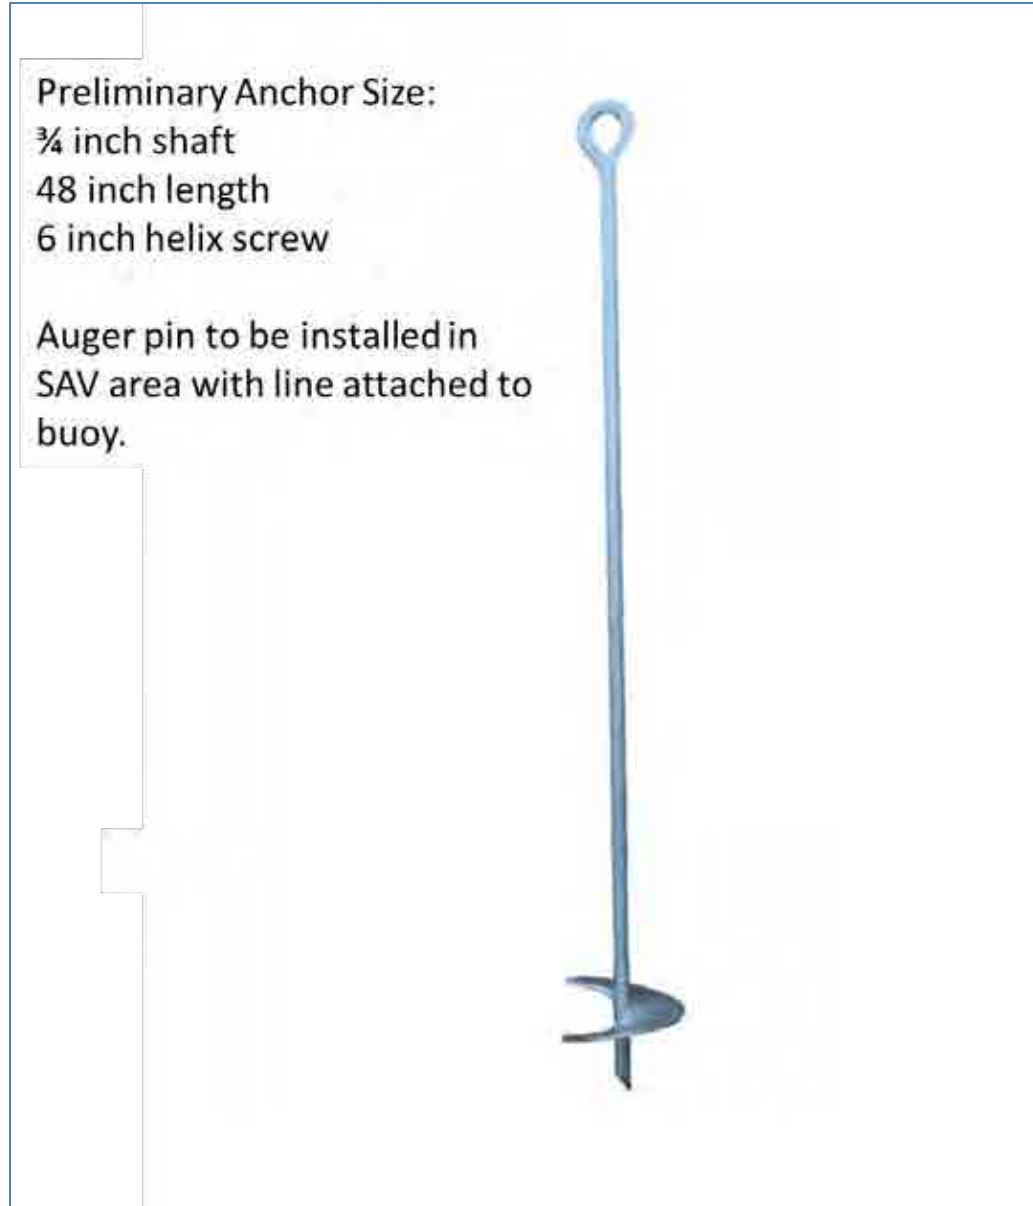 Preliminary Anchor Size:
¾ inch shaft
48 inch length
6 inch helix screw
Auger pin to be installed in
SAV area with line attached to
buoy.